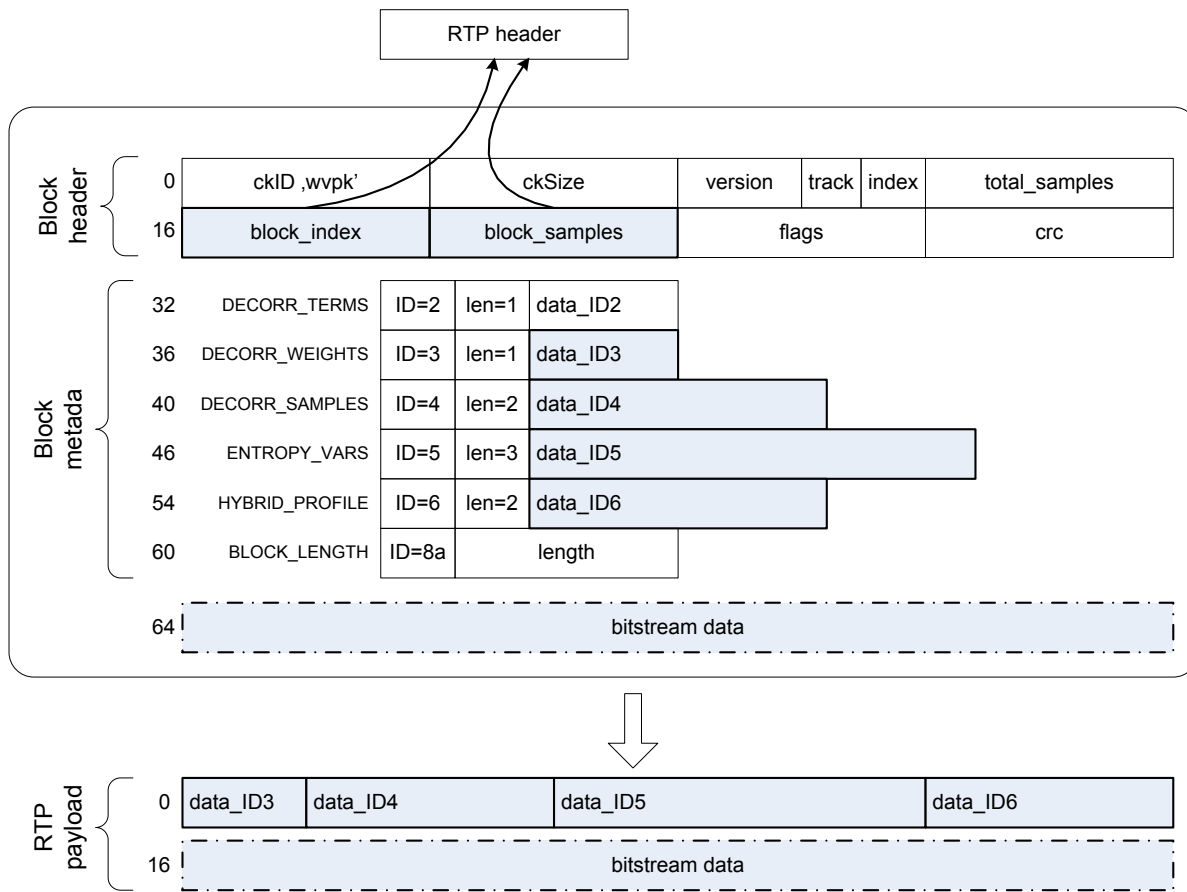 RTP header
Block header
0 ckID ‚wvpk’ ckSize version track index total_samples
16 block_index block_samples flags crc
Block metada
32 DECORR_TERMS ID=2 len=1 data_ID2
36 DECORR_WEIGHTS ID=3 len=1 data_ID3
40 DECORR_SAMPLES ID=4 len=2 data_ID4
46 ENTROPY_VARS ID=5 len=3 data_ID5
54 HYBRID_PROFILE ID=6 len=2 data_ID6
60 BLOCK_LENGTH ID=8a length
64 bitstream data
RTP payload
0 data_ID3 data_ID4 data_ID5 data_ID6
16 bitstream data